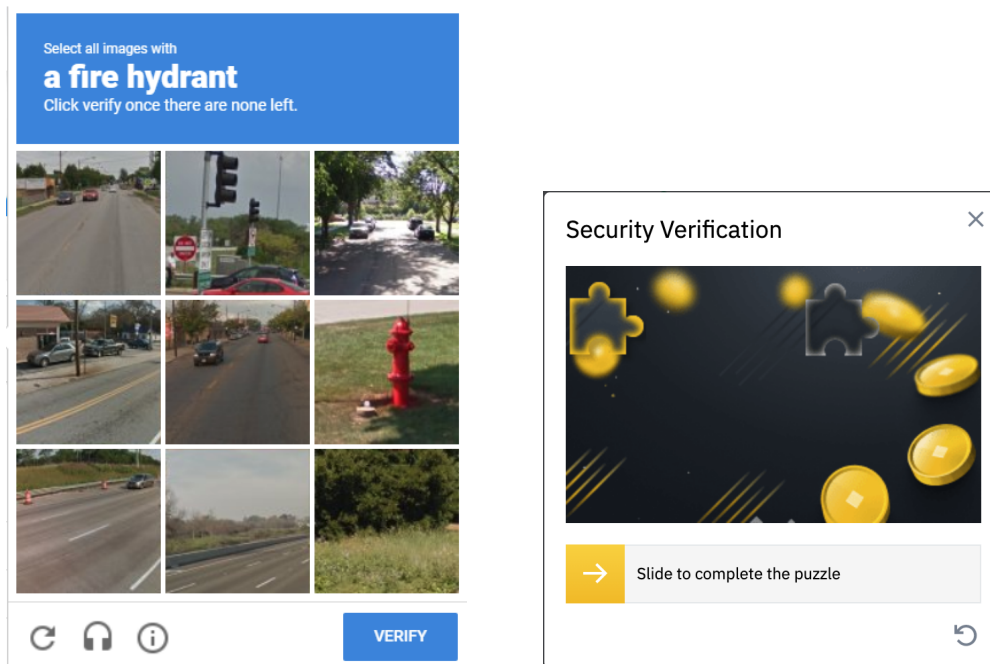 Select all images with
a fire hydrant
Click verify once there are none left.
VERIFY
Security Verification
Slide to complete the puzzle